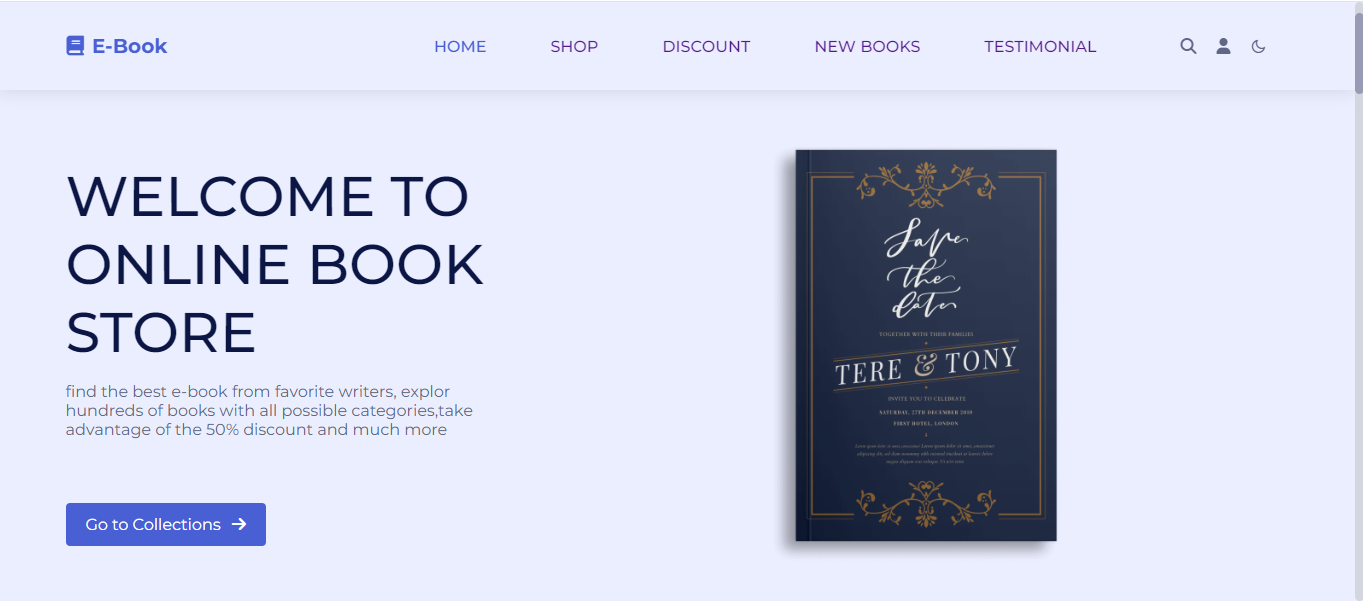 E-Book
HOME
SHOP
DISCOUNT
NEW BOOKS
TESTIMONIAL
WELCOME TO
ONLINE BOOK
STORE
find the best e-book from favorite writers, explor
hundreds of books with all possible categories,take
advantage of the 50% discount and much more
Go to Collections
Save
the
date
TOGETHER WITH THEIR FAMILIES
TERE & TONY
INVITE YOU TO CELEBRATE
SATURDAY, 27TH DECEMBER 2019
FIRST HOTEL, LONDON